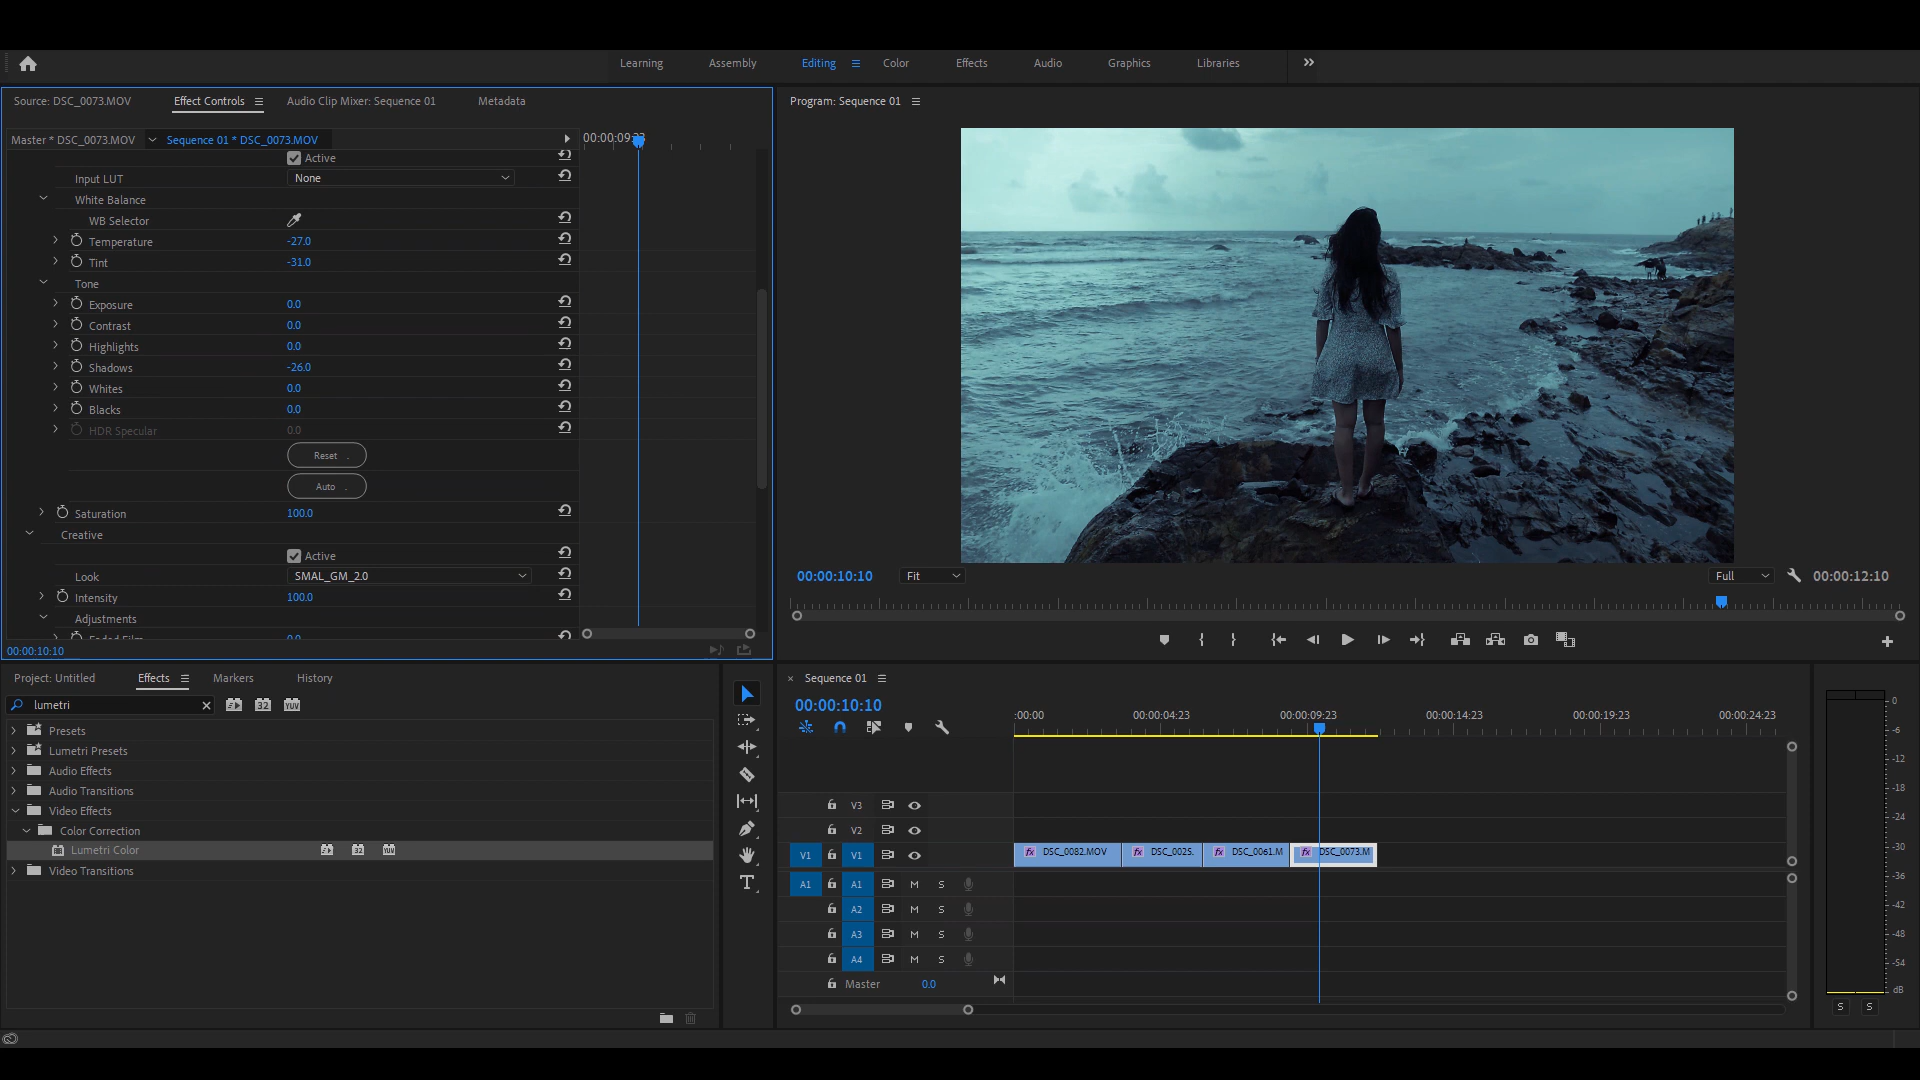 Learning Assembly Editing Color Effects Audio Graphics Libraries
Source: DSC_0073.MOV Effect Controls Audio Clip Mixer: Sequence 01 Metadata
Master * DSC_0073.MOV Sequence 01 * DSC_0073.MOV
Active
Input LUT None
White Balance
WB Selector
Temperature -27.0
Tint -31.0
Tone
Exposure 0.0
Contrast 0.0
Highlights 0.0
Shadows -26.0
Whites 0.0
Blacks 0.0
HDR Specular 0.0
Reset
Auto
Saturation 100.0
Creative
Active
Look SMAL_GM_2.0
Intensity 100.0
Adjustments
Faded Film 0.0
00:00:10:10
00:00:09:23
Program: Sequence 01
00:00:10:10 Fit Full 00:00:12:10
Project: Untitled Effects Markers History
lumetri 32 YUV
Presets
Lumetri Presets
Audio Effects
Audio Transitions
Video Effects
Color Correction
Lumetri Color 32 YUV
Video Transitions
T
Sequence 01
00:00:10:10
:00:00 00:00:04:23 00:00:09:23 00:00:14:23 00:00:19:23 00:00:24:23
V3
V2
V1 V1 fx DSC_0082.MOV fx DSC_0025. fx DSC_0061.M fx DSC_0073.M
A1 A1 M S
A2 M S
A3 M S
A4 M S
Master 0.0
0
-6
-12
-18
-24
-30
-36
-42
-48
-54
dB
S S